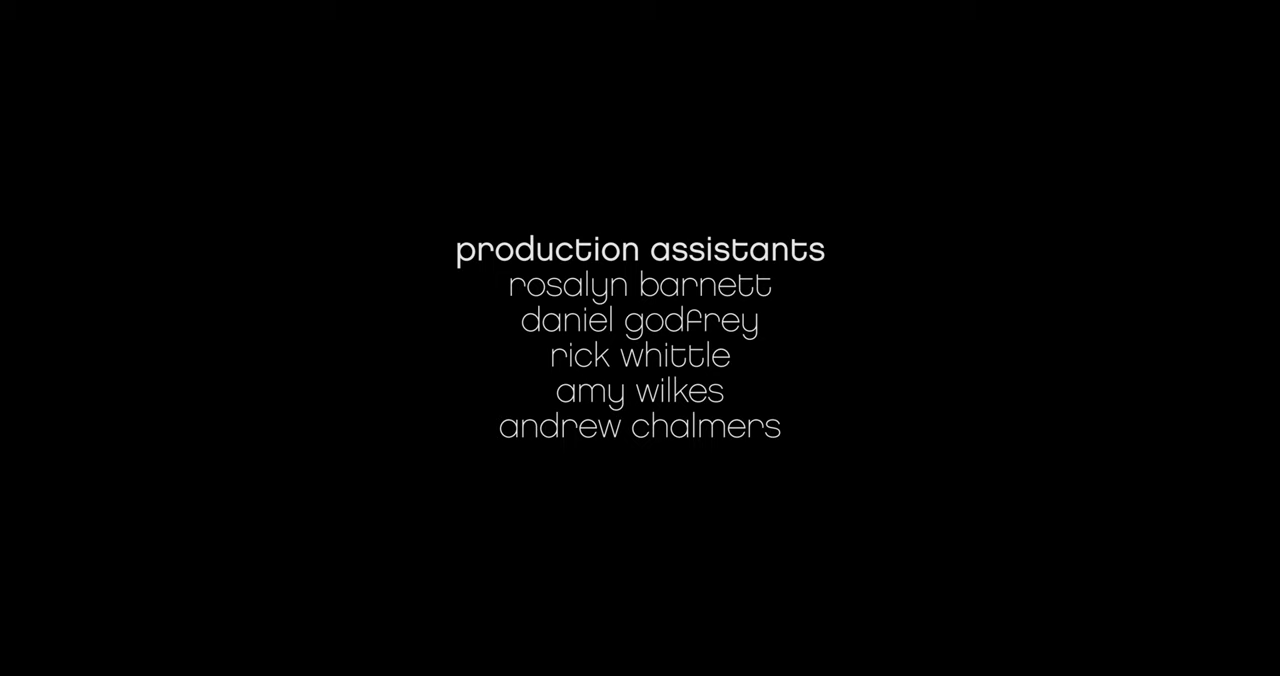 production assistants
rosalyn barnett
daniel godfrey
rick whittle
amy wilkes
andrew chalmers